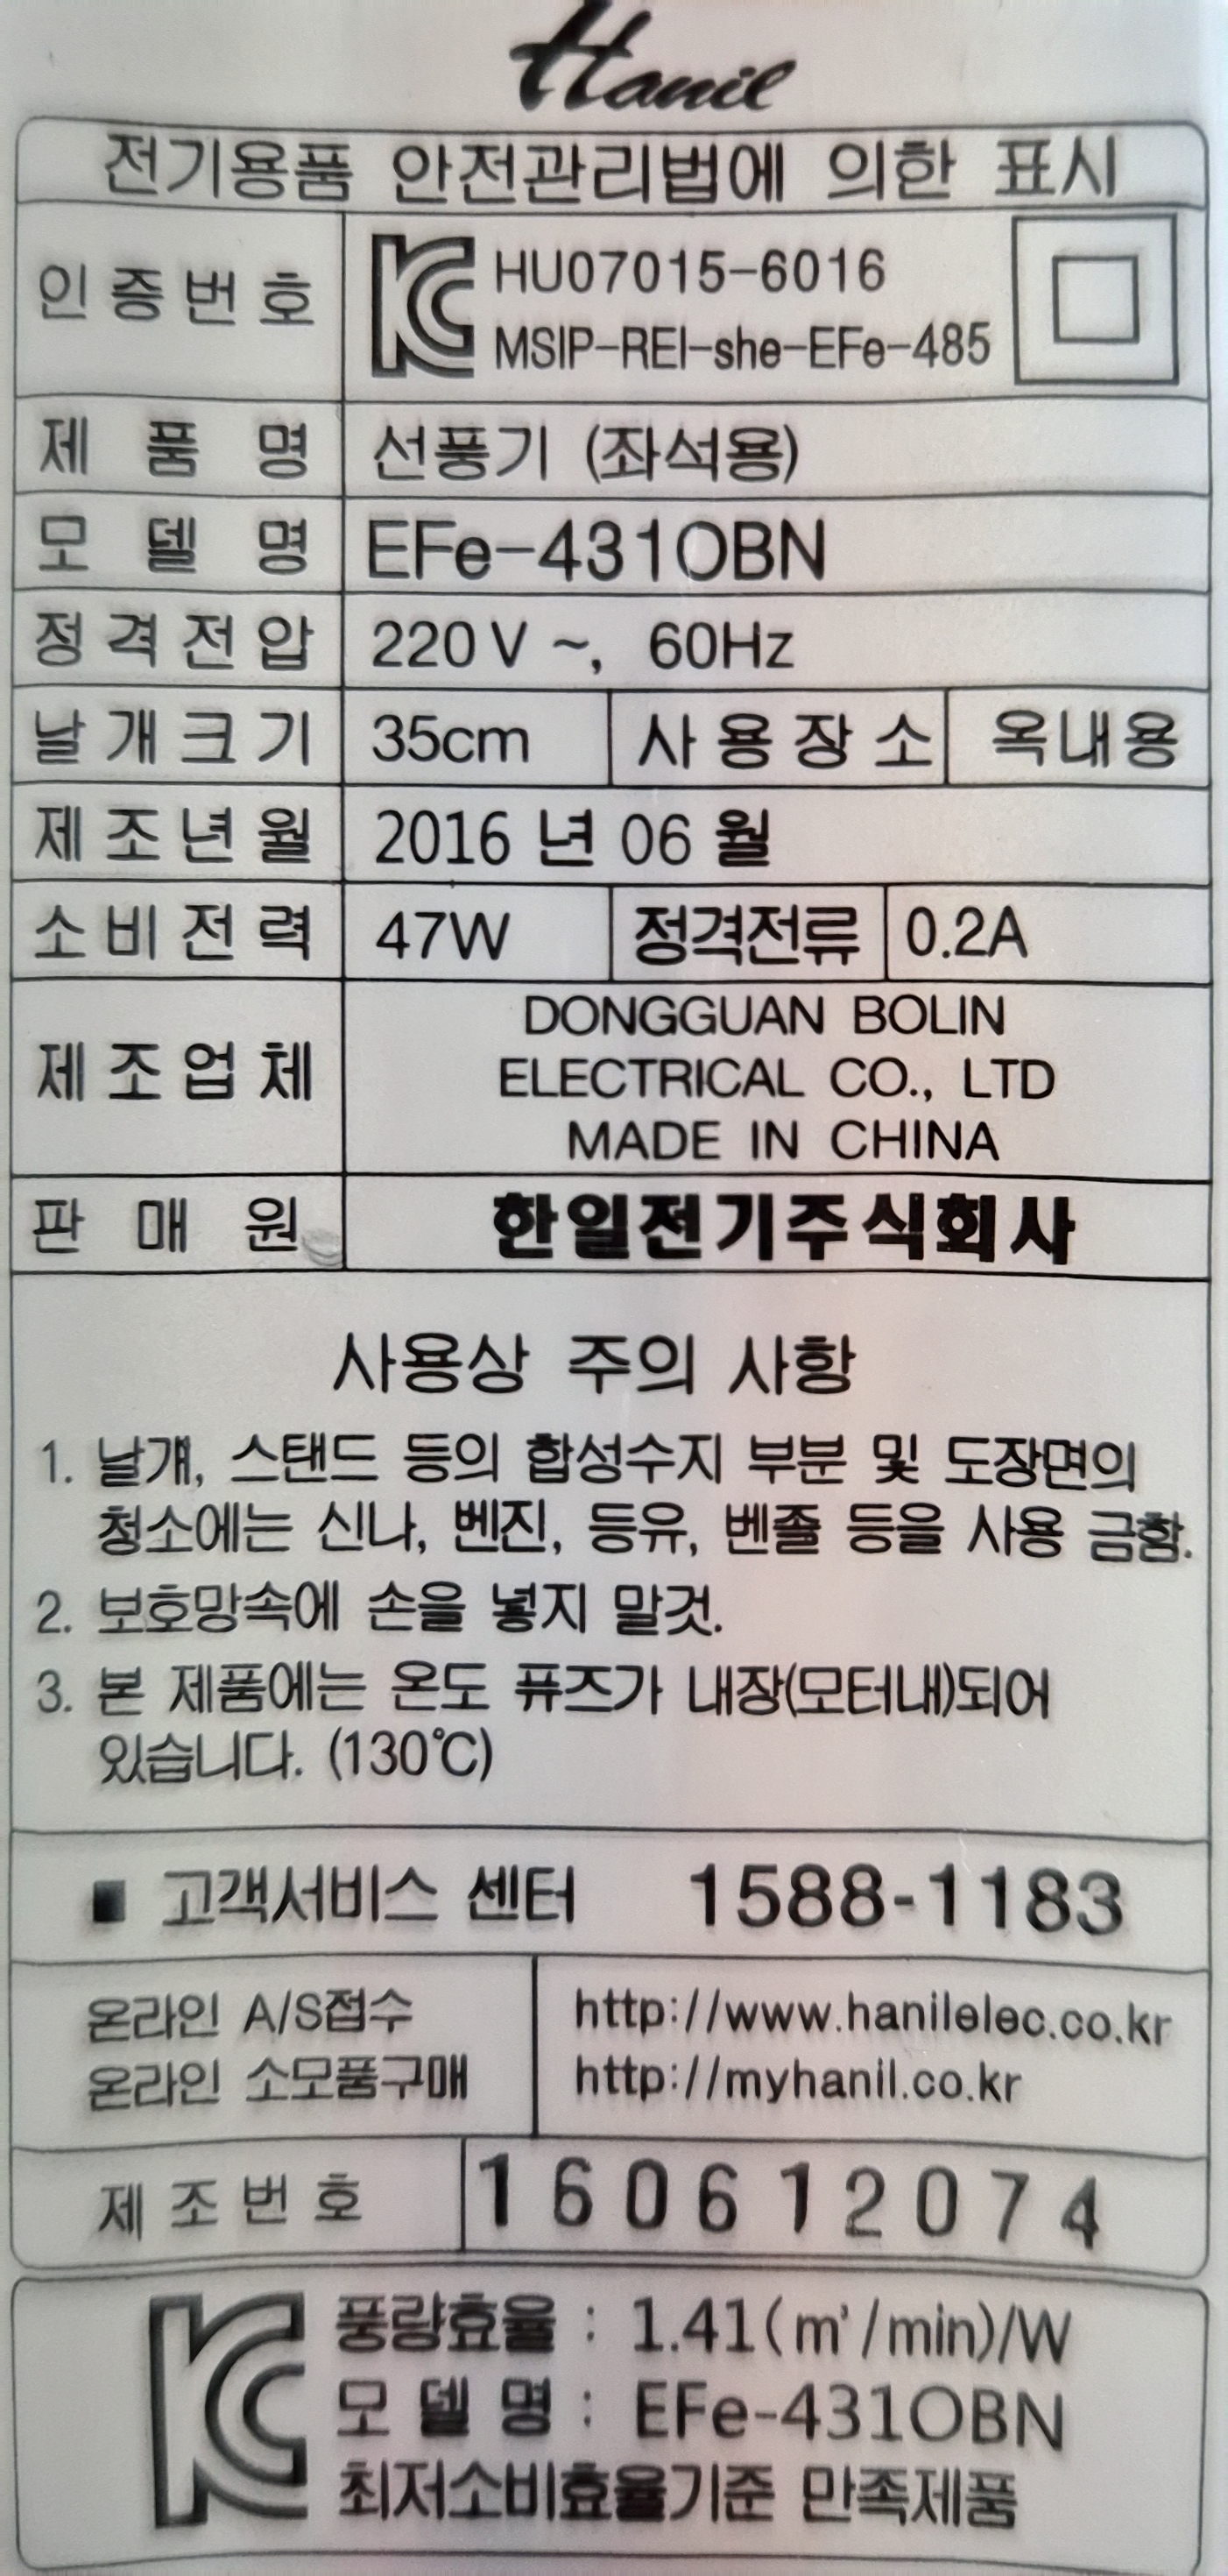 Hanil
전기용품 안전관리법에 의한 표시
인증번호 HU07015-6016
MSIP-REI-she-EFe-485
제품명 선풍기 (좌석용)
모델명 EFe-431OBN
정격전압 220V ~, 60Hz
날개크기 35cm 사용장소 옥내용
제조년월 2016 년 06 월
소비전력 47W 정격전류 0.2A
제조업체 DONGGUAN BOLIN
ELECTRICAL CO., LTD
MADE IN CHINA
판매원 한일전기주식회사
사용상 주의 사항
1. 날개, 스탠드 등의 합성수지 부분 및 도장면의
청소에는 신나, 벤진, 등유, 벤졸 등을 사용 금함.
2. 보호망속에 손을 넣지 말것.
3. 본 제품에는 온도 퓨즈가 내장(모터내)되어
있습니다. (130℃)
■ 고객서비스 센터 1588-1183
온라인 A/S접수 http://www.hanilelec.co.kr
온라인 소모품구매 http://myhanil.co.kr
제조번호 160612074
풍량효율 : 1.41(m³/min)/W
모델명 : EFe-431OBN
최저소비효율기준 만족제품